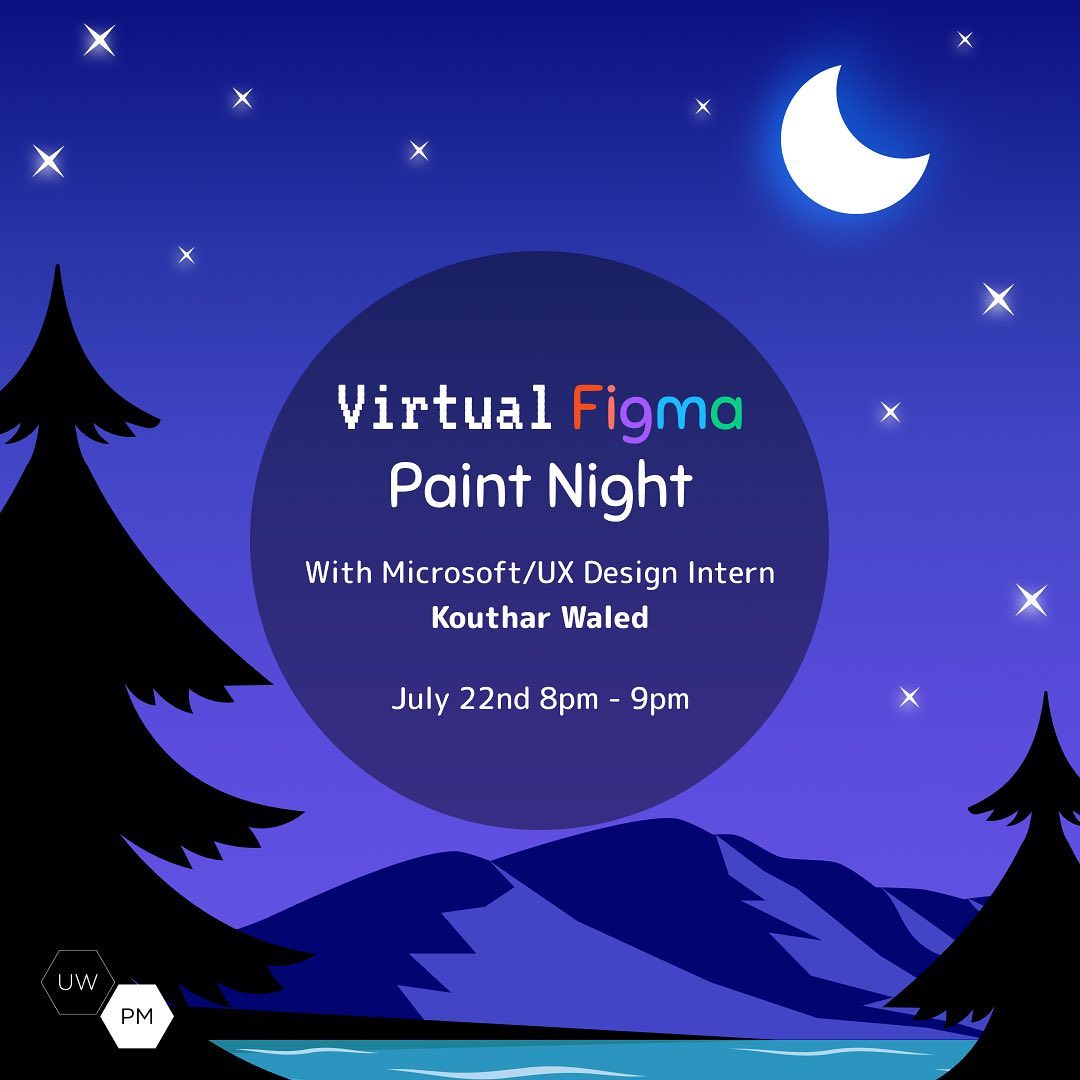 Virtual Figma
Paint Night
With Microsoft/UX Design Intern
Kouthar Waled
July 22nd 8pm - 9pm
UW
PM